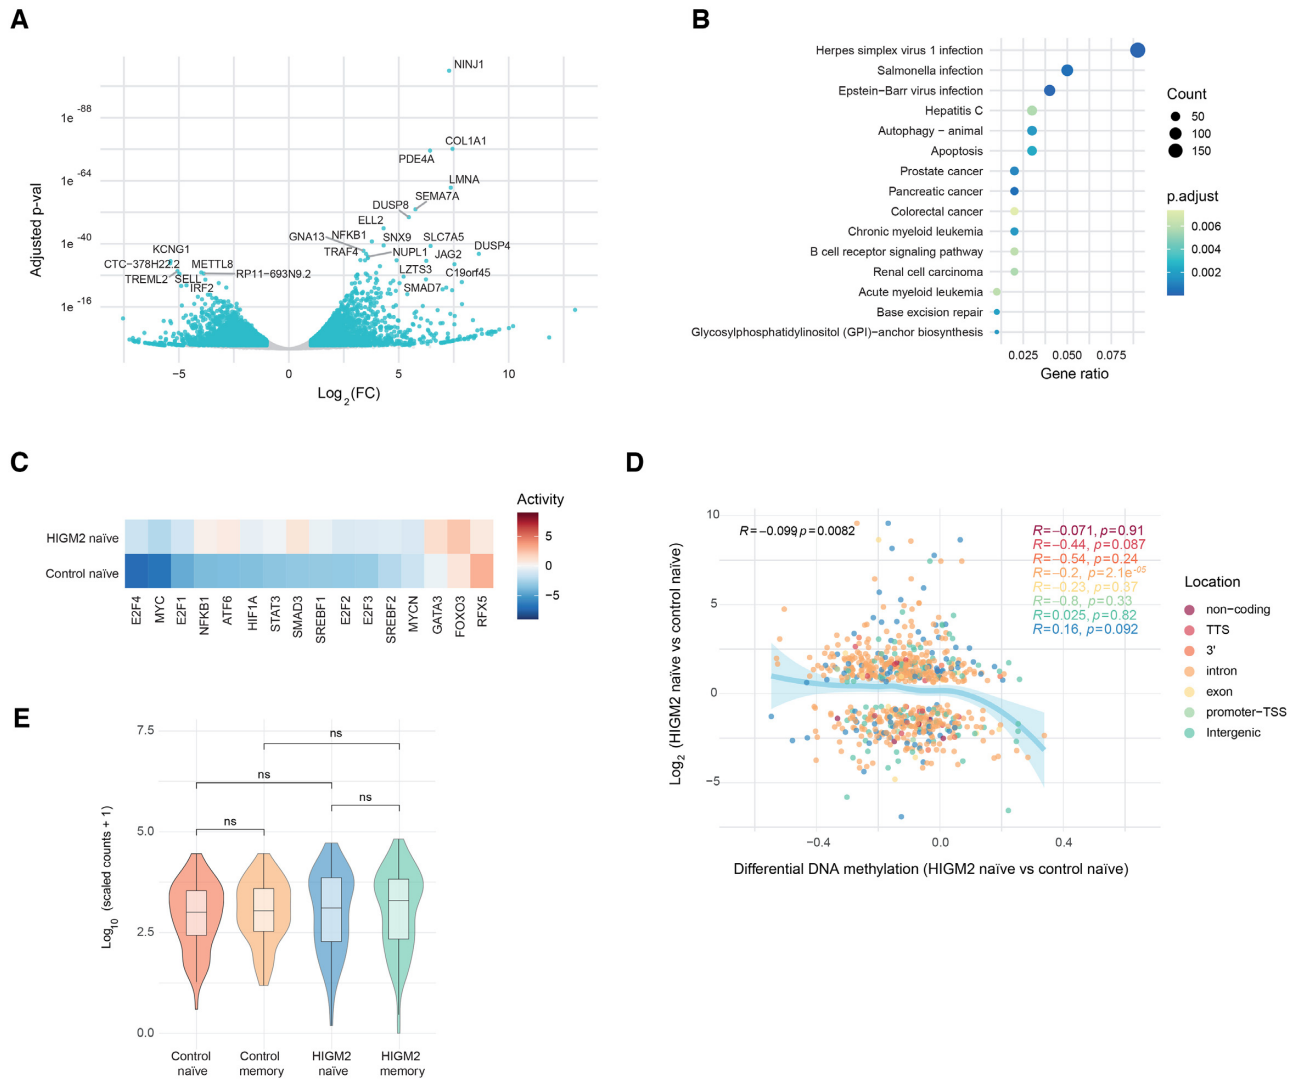 A
NINJ1
1e -88
COL1A1
PDE4A
1e -64
LMNA
SEMA7A
DUSP8
ELL2
1e -40
GNA13
NFKB1
SNX9
SLC7A5
DUSP4
TRAF4
NUPL1
JAG2
KCNG1
CTC−378H22.2
METTL8
RP11−693N9.2
LZTS3
C19orf45
TREML2
SELL
IRF2
SMAD7
1e -16
Adjusted p-val
−5
0
5
10
Log2(FC)
B
Herpes simplex virus 1 infection
Salmonella infection
Epstein−Barr virus infection
Hepatitis C
Autophagy − animal
Apoptosis
Prostate cancer
Pancreatic cancer
Colorectal cancer
Chronic myeloid leukemia
B cell receptor signaling pathway
Renal cell carcinoma
Acute myeloid leukemia
Base excision repair
Glycosylphosphatidylinositol (GPI)−anchor biosynthesis
0.025
0.050
0.075
Gene ratio
Count
50
100
150
p.adjust
0.006
0.004
0.002
C
HIGM2 naïve
Control naïve
E2F4
MYC
E2F1
NFKB1
ATF6
HIF1A
STAT3
SMAD3
SREBF1
E2F2
E2F3
SREBF2
MYCN
GATA3
FOXO3
RFX5
Activity
5
0
−5
D
10
5
0
−5
Log2 (HIGM2 naïve vs control naïve)
R=−0.099, p=0.0082
R=−0.071, p=0.91
R=−0.44, p=0.087
R=−0.54, p=0.24
R=−0.2, p=2.1e-05
R=−0.23, p=0.37
R=−0.8, p=0.33
R=0.025, p=0.82
R=0.16, p=0.092
−0.4
0.0
0.4
Differential DNA methylation (HIGM2 naïve vs control naïve)
Location
non−coding
TTS
3'
intron
exon
promoter−TSS
Intergenic
E
7.5
5.0
2.5
0.0
Log10 (scaled counts + 1)
ns
ns
ns
ns
Control naïve
Control memory
HIGM2 naïve
HIGM2 memory